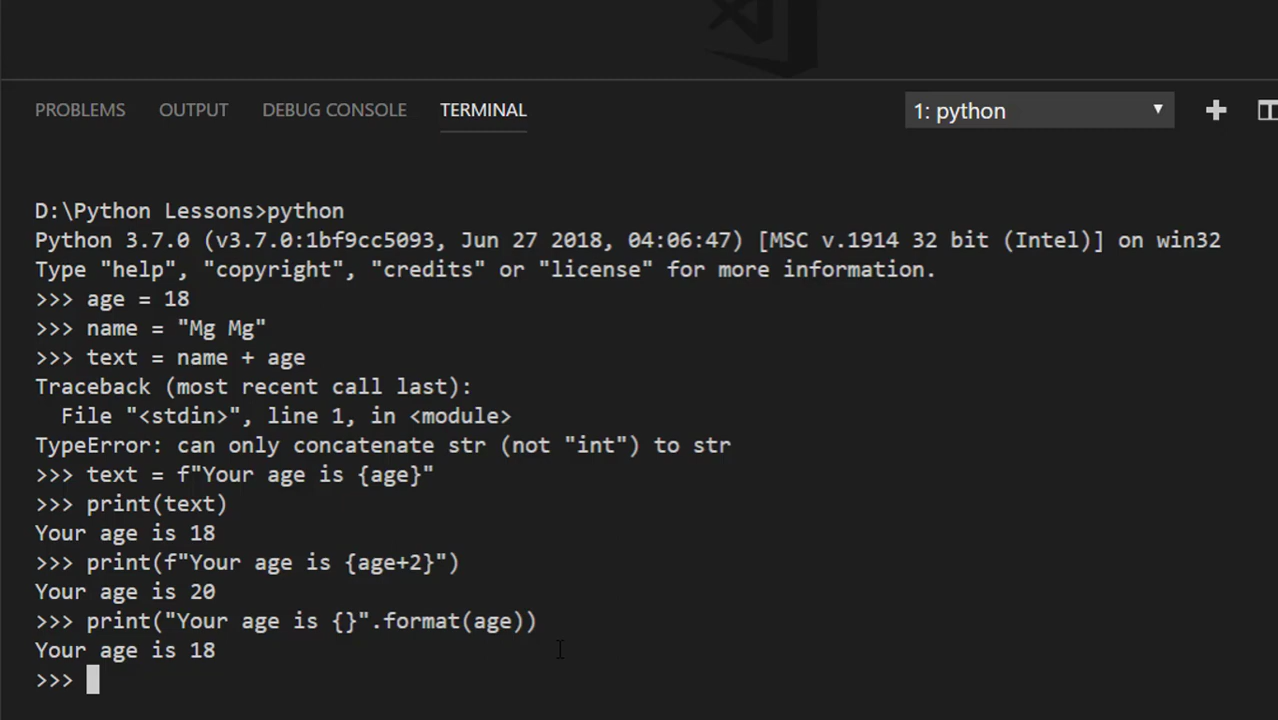 PROBLEMS OUTPUT DEBUG CONSOLE TERMINAL 1: python
D:\Python Lessons>python
Python 3.7.0 (v3.7.0:1bf9cc5093, Jun 27 2018, 04:06:47) [MSC v.1914 32 bit (Intel)] on win32
Type "help", "copyright", "credits" or "license" for more information.
>>> age = 18
>>> name = "Mg Mg"
>>> text = name + age
Traceback (most recent call last):
  File "<stdin>", line 1, in <module>
TypeError: can only concatenate str (not "int") to str
>>> text = f"Your age is {age}"
>>> print(text)
Your age is 18
>>> print(f"Your age is {age+2}")
Your age is 20
>>> print("Your age is {}".format(age))
Your age is 18
>>>